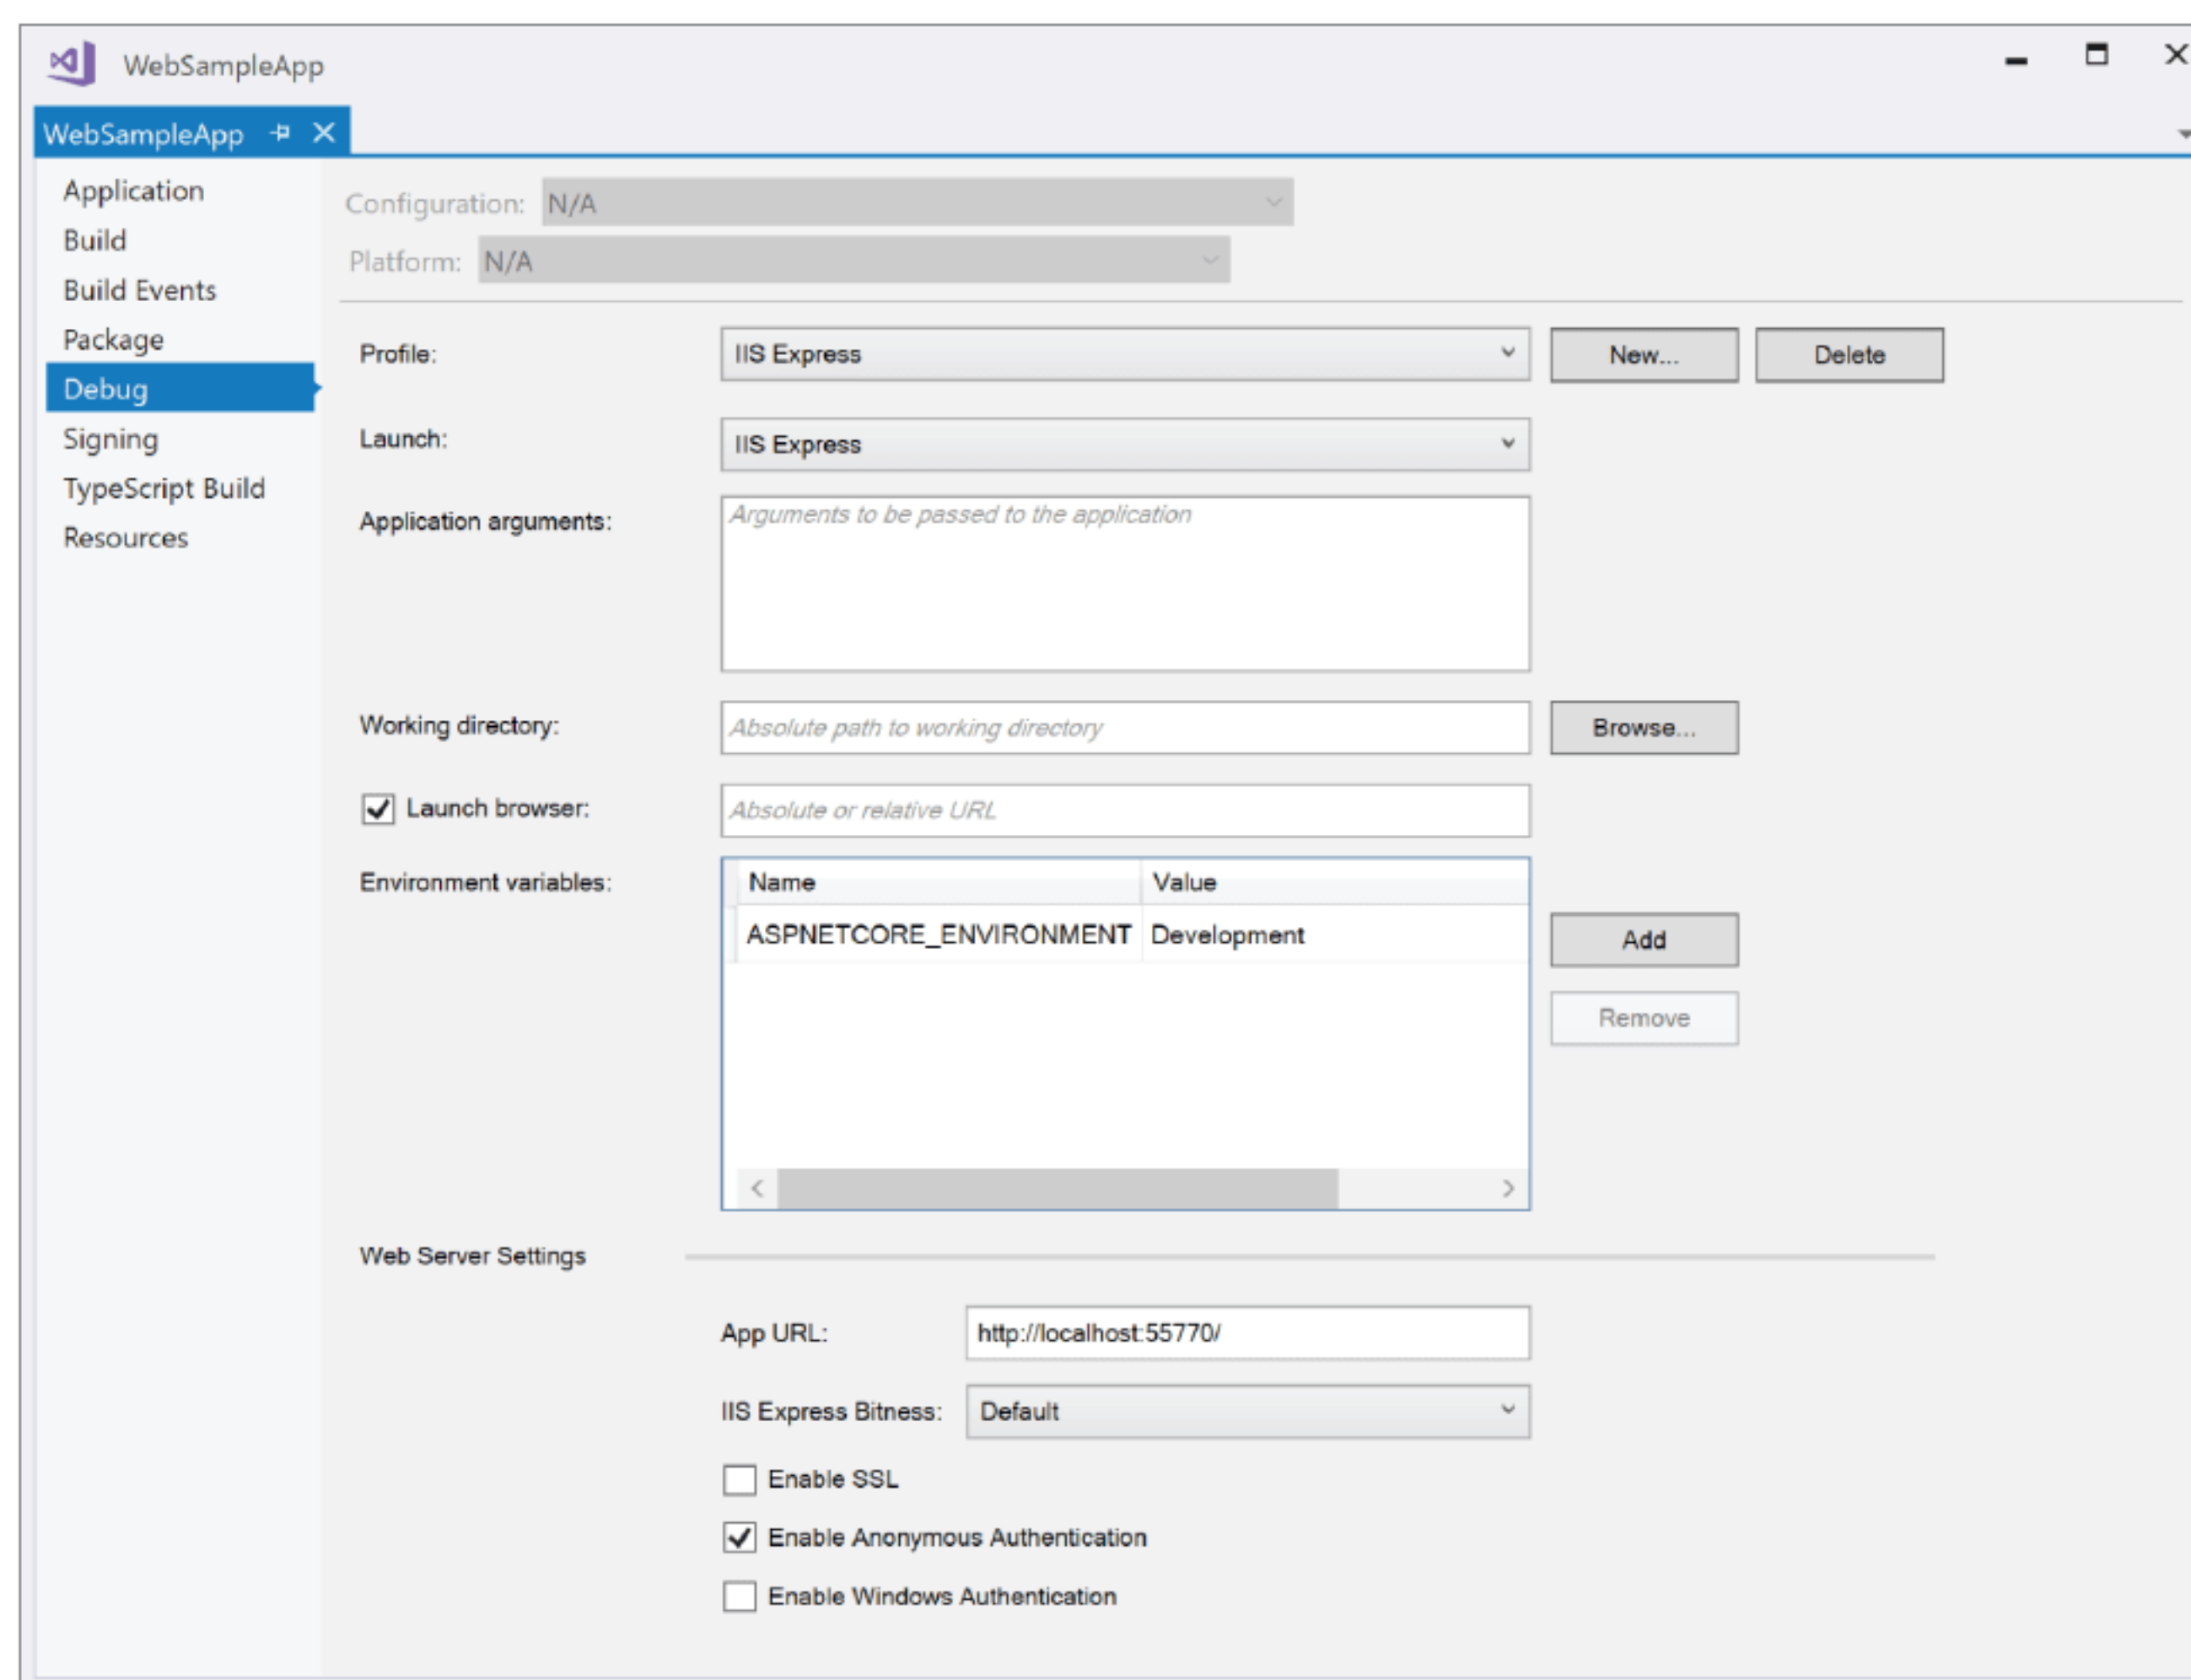 WebSampleApp
WebSampleApp
Application
Build
Build Events
Package
Debug
Signing
TypeScript Build
Resources
Configuration: N/A
Platform: N/A
Profile: IIS Express New... Delete
Launch: IIS Express
Application arguments: Arguments to be passed to the application
Working directory: Absolute path to working directory Browse...
Launch browser: Absolute or relative URL
Environment variables: Name Value
ASPNETCORE_ENVIRONMENT Development
Add
Remove
Web Server Settings
App URL: http://localhost:55770/
IIS Express Bitness: Default
Enable SSL
Enable Anonymous Authentication
Enable Windows Authentication